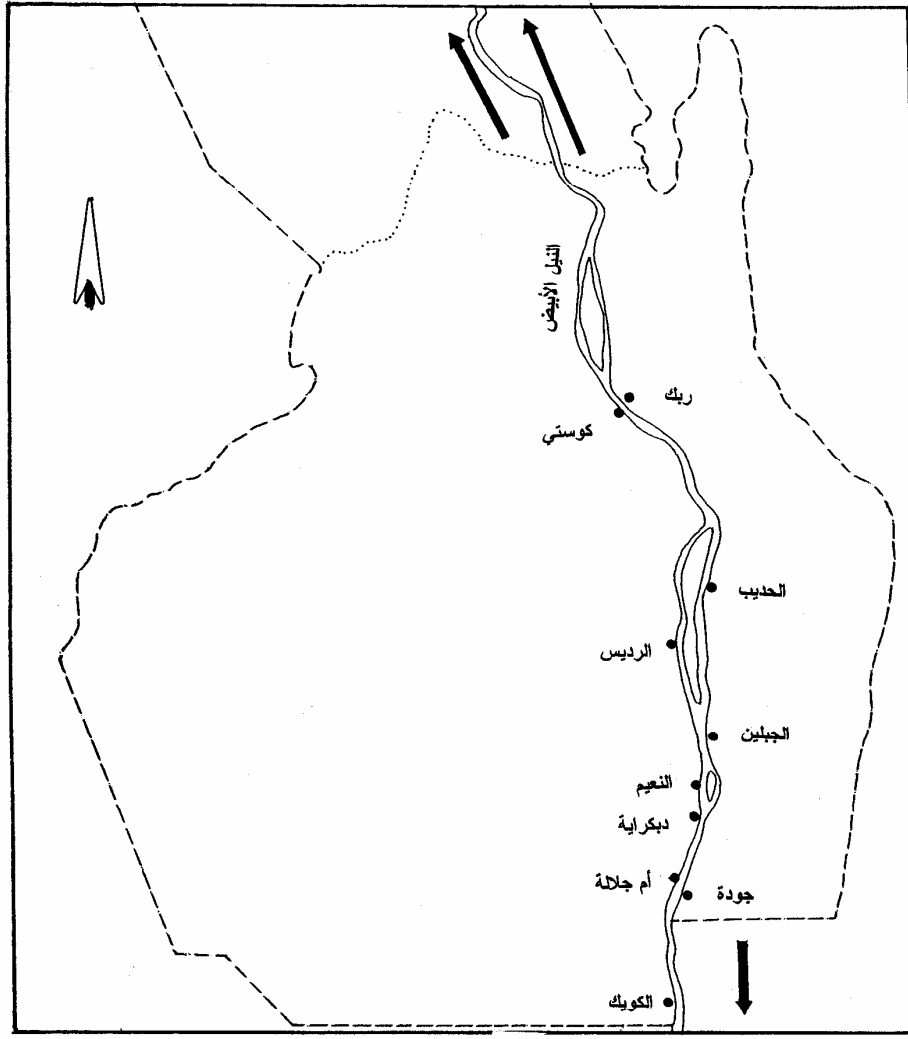 النيل الأبيض
ربك
كوستي
الحديب
الرديس
الجبلين
النعيم
دبكراية
أم جلالة
جودة
الكويك